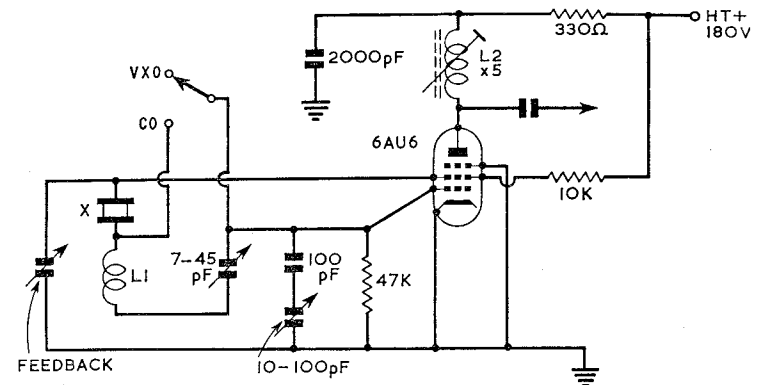 HT+
180V
330Ω
2000pF
L2
x5
VXO
CO
6AU6
10K
X
L1
7-45
pF
100
pF
47K
FEEDBACK
10-100pF